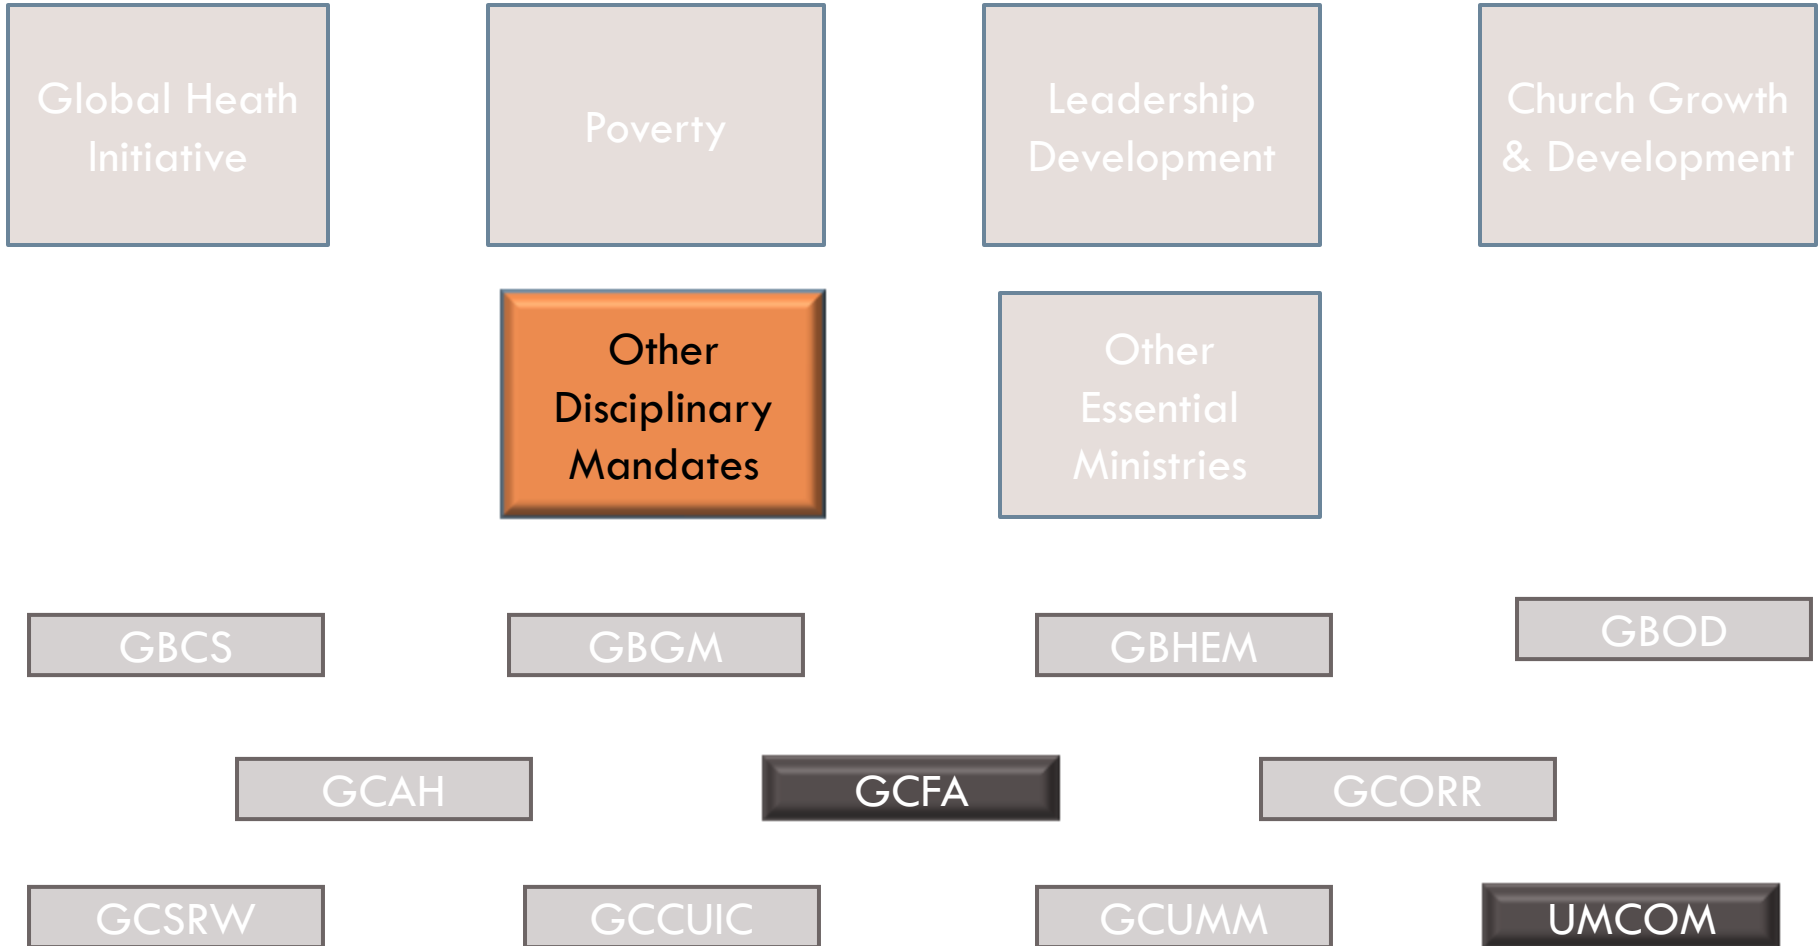 Global Heath
Initiative
Poverty
Leadership
Development
Church Growth
& Development
Other
Disciplinary
Mandates
Other
Essential
Ministries
GBCS
GBGM
GBHEM
GBOD
GCAH
GCFA
GCORR
GCSRW
GCCUIC
GCUMM
UMCOM